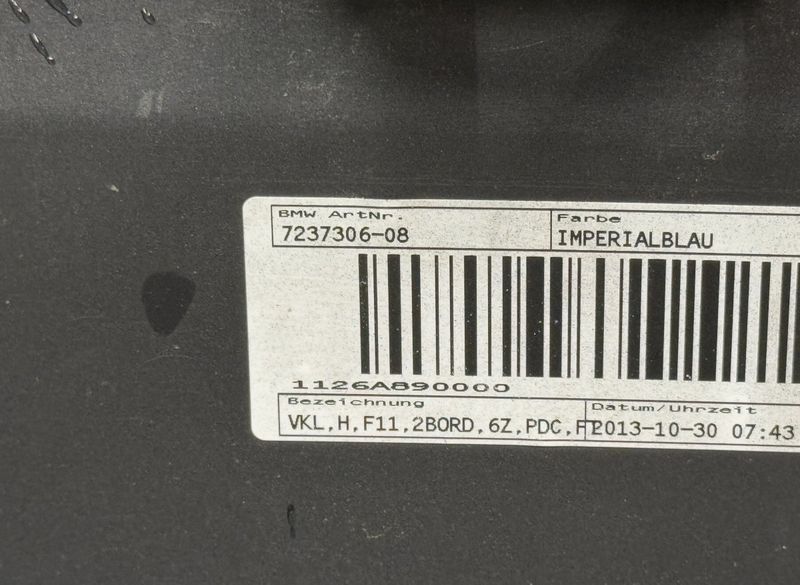 BMW ArtNr. Farbe
7237306-08 IMPERIALBLAU
1126A890000
Bezeichnung Datum/Uhrzeit
VKL,H,F11,2BORD,6Z,PDC,FT 2013-10-30 07:43